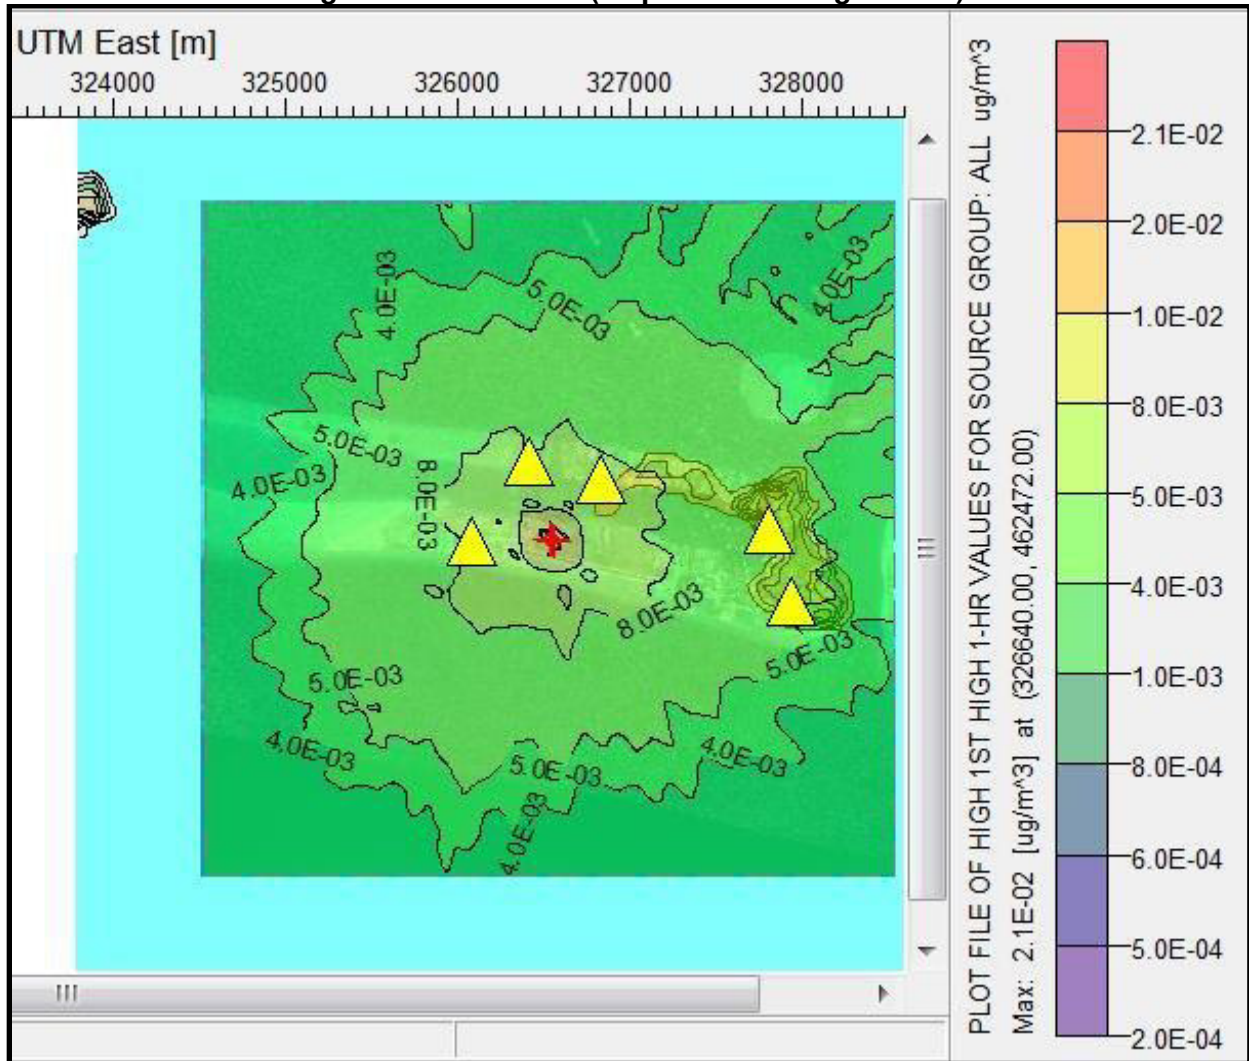 UTM East [m]
324000 325000 326000 327000 328000
4.0E-03
5.0E-03
4.0E-03
5.0E-03
4.0E-03
8.0E-03
8.0E-03
5.0E-03
5.0E-03
4.0E-03
5.0E-03
4.0E-03
4.0E-03
PLOT FILE OF HIGH 1ST HIGH 1-HR VALUES FOR SOURCE GROUP: ALL ug/m^3
Max: 2.1E-02 [ug/m^3] at (326640.00, 462472.00)
2.1E-02
2.0E-02
1.0E-02
8.0E-03
5.0E-03
4.0E-03
1.0E-03
8.0E-04
6.0E-04
5.0E-04
2.0E-04